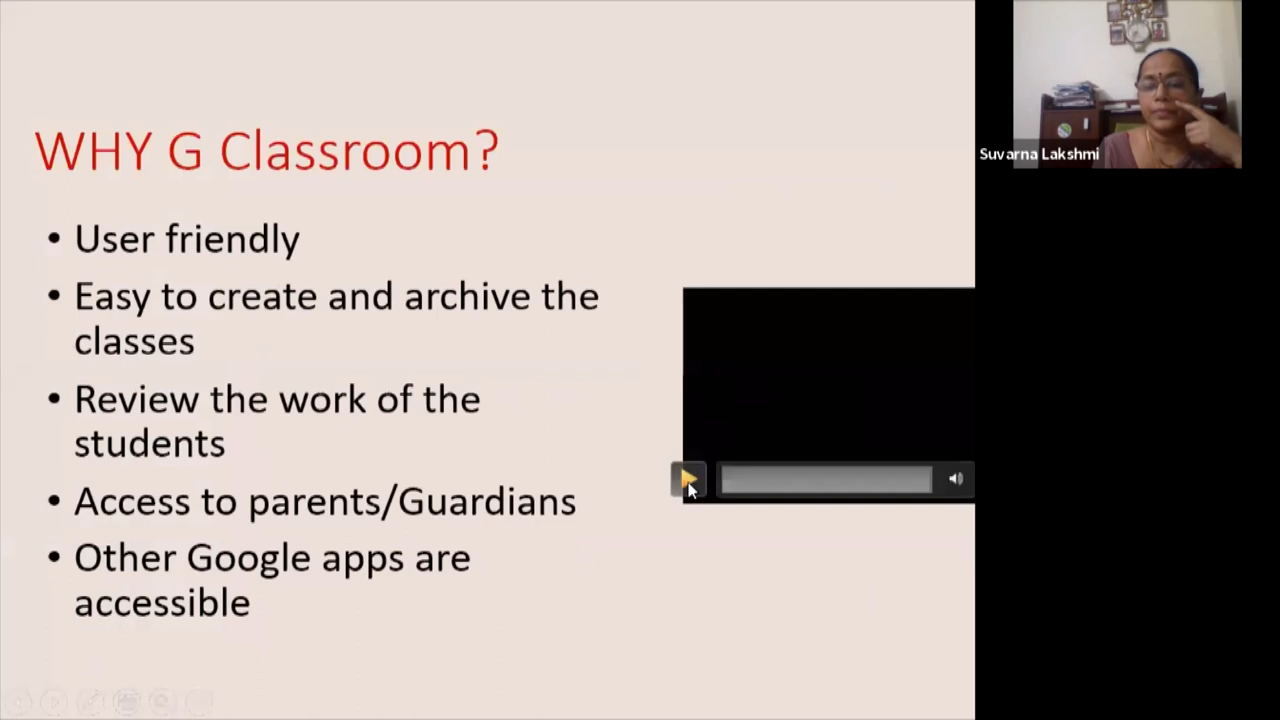 WHY G Classroom?
• User friendly
• Easy to create and archive the
classes
• Review the work of the
students
• Access to parents/Guardians
• Other Google apps are
accessible
Suvarna Lakshmi